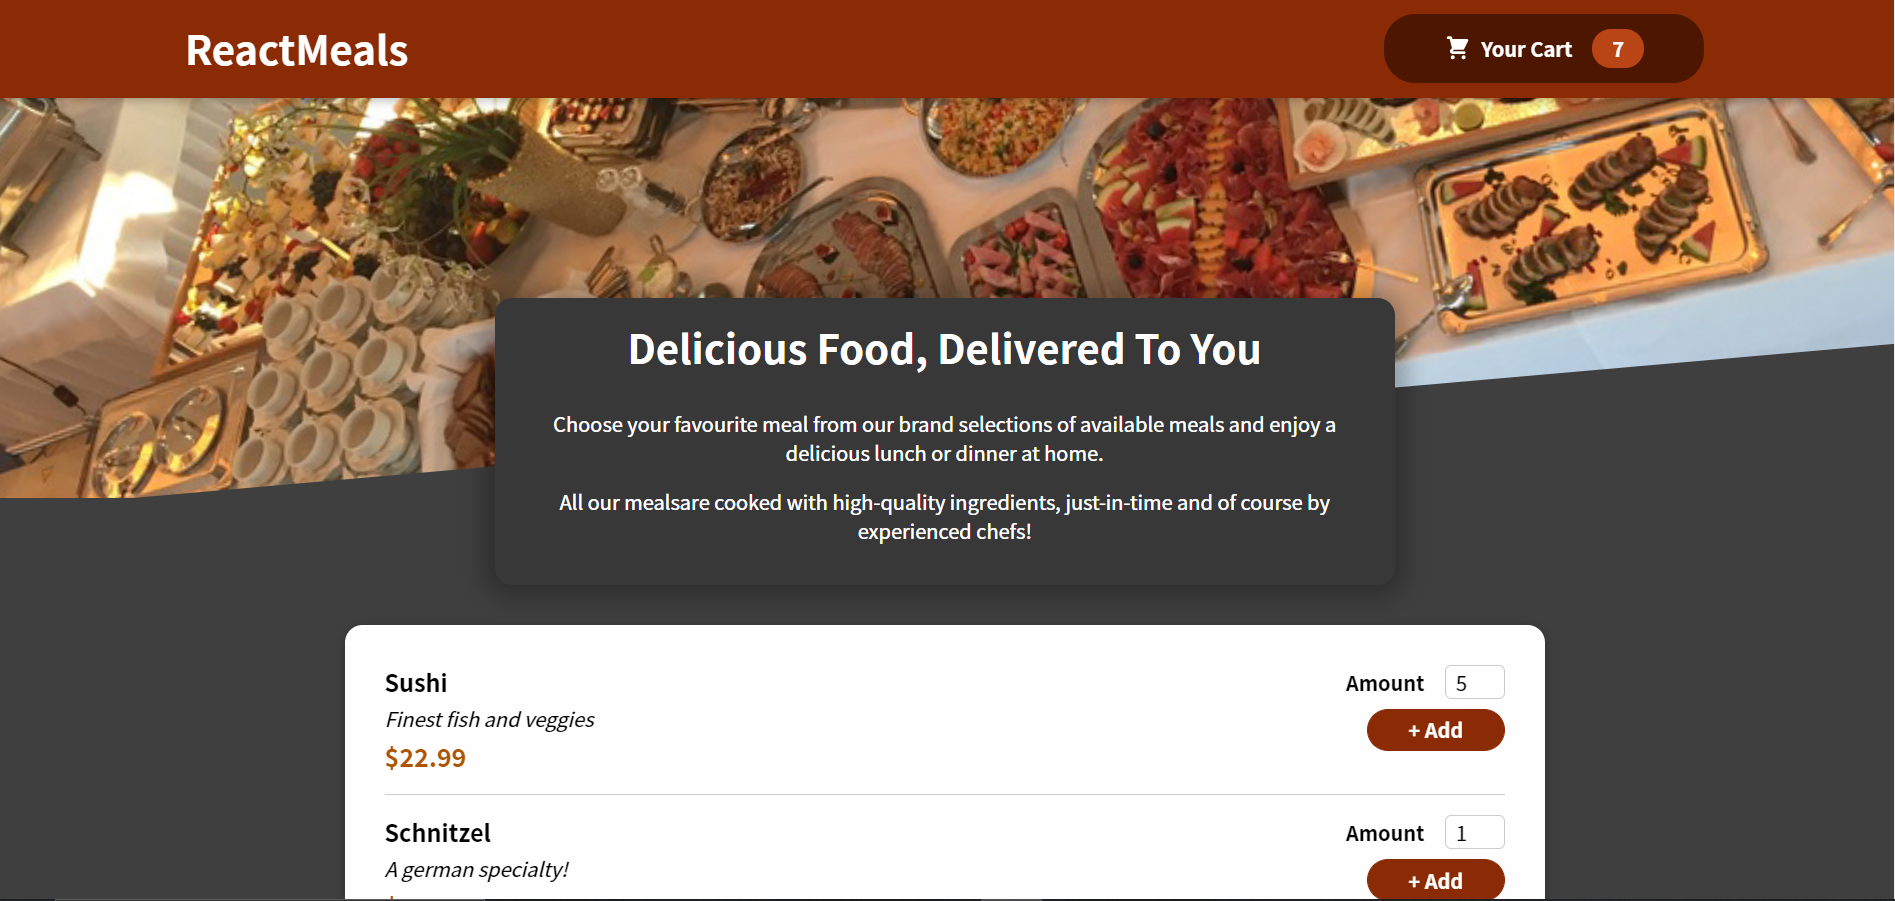 ReactMeals
Your Cart 7
Delicious Food, Delivered To You
Choose your favourite meal from our brand selections of available meals and enjoy a
delicious lunch or dinner at home.
All our mealsare cooked with high-quality ingredients, just-in-time and of course by
experienced chefs!
Sushi
Amount 5
Finest fish and veggies
+ Add
$22.99
Schnitzel
Amount 1
A german specialty!
+ Add